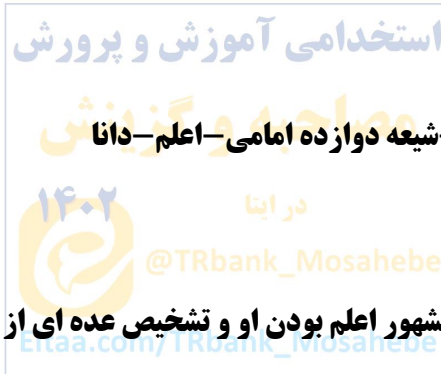 استخدامی آموزش و پرورش
مصاحبه و گزینش
شیعه دوازده امامی-اعلم-دانا
۱۴۰۲
در ایتا
@TRbank_Mosahebe
مشهور اعلم بودن او و تشخیص عده ای از
Eitaa.com/TRbank_Mosahebe